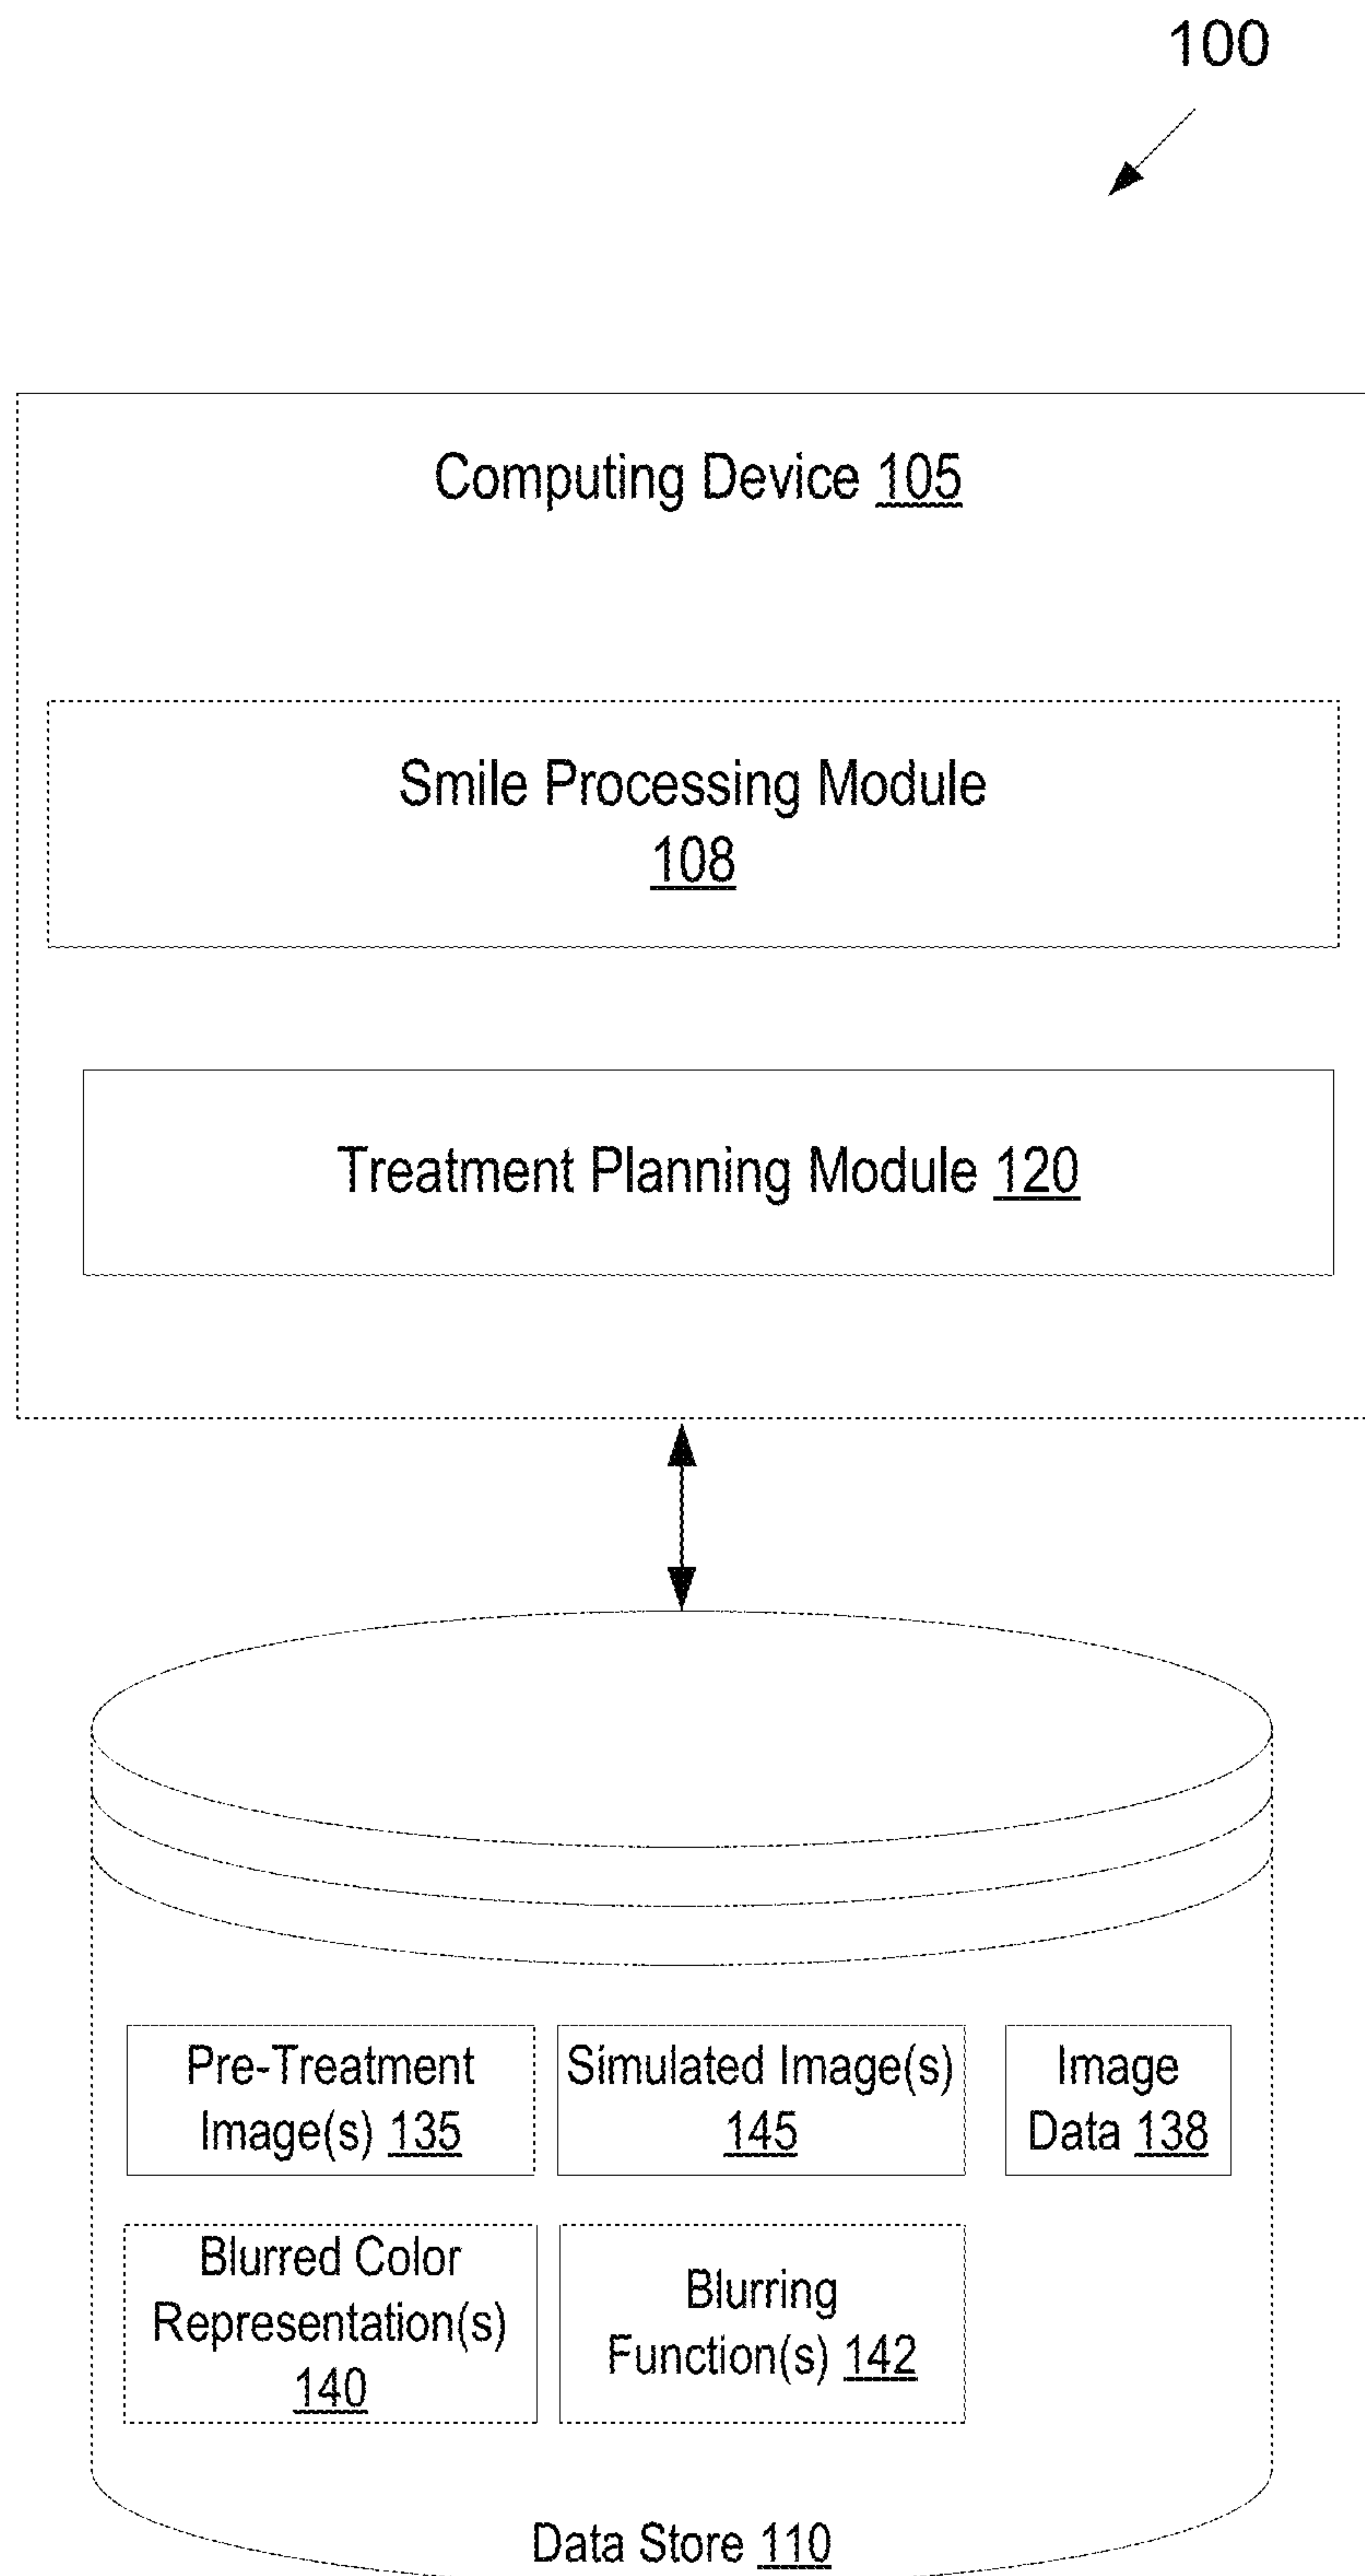 100
Computing Device 105
Smile Processing Module
108
Treatment Planning Module 120
Pre-Treatment
Image(s) 135
Simulated Image(s)
145
Image
Data 138
Blurred Color
Representation(s)
140
Blurring
Function(s) 142
Data Store 110